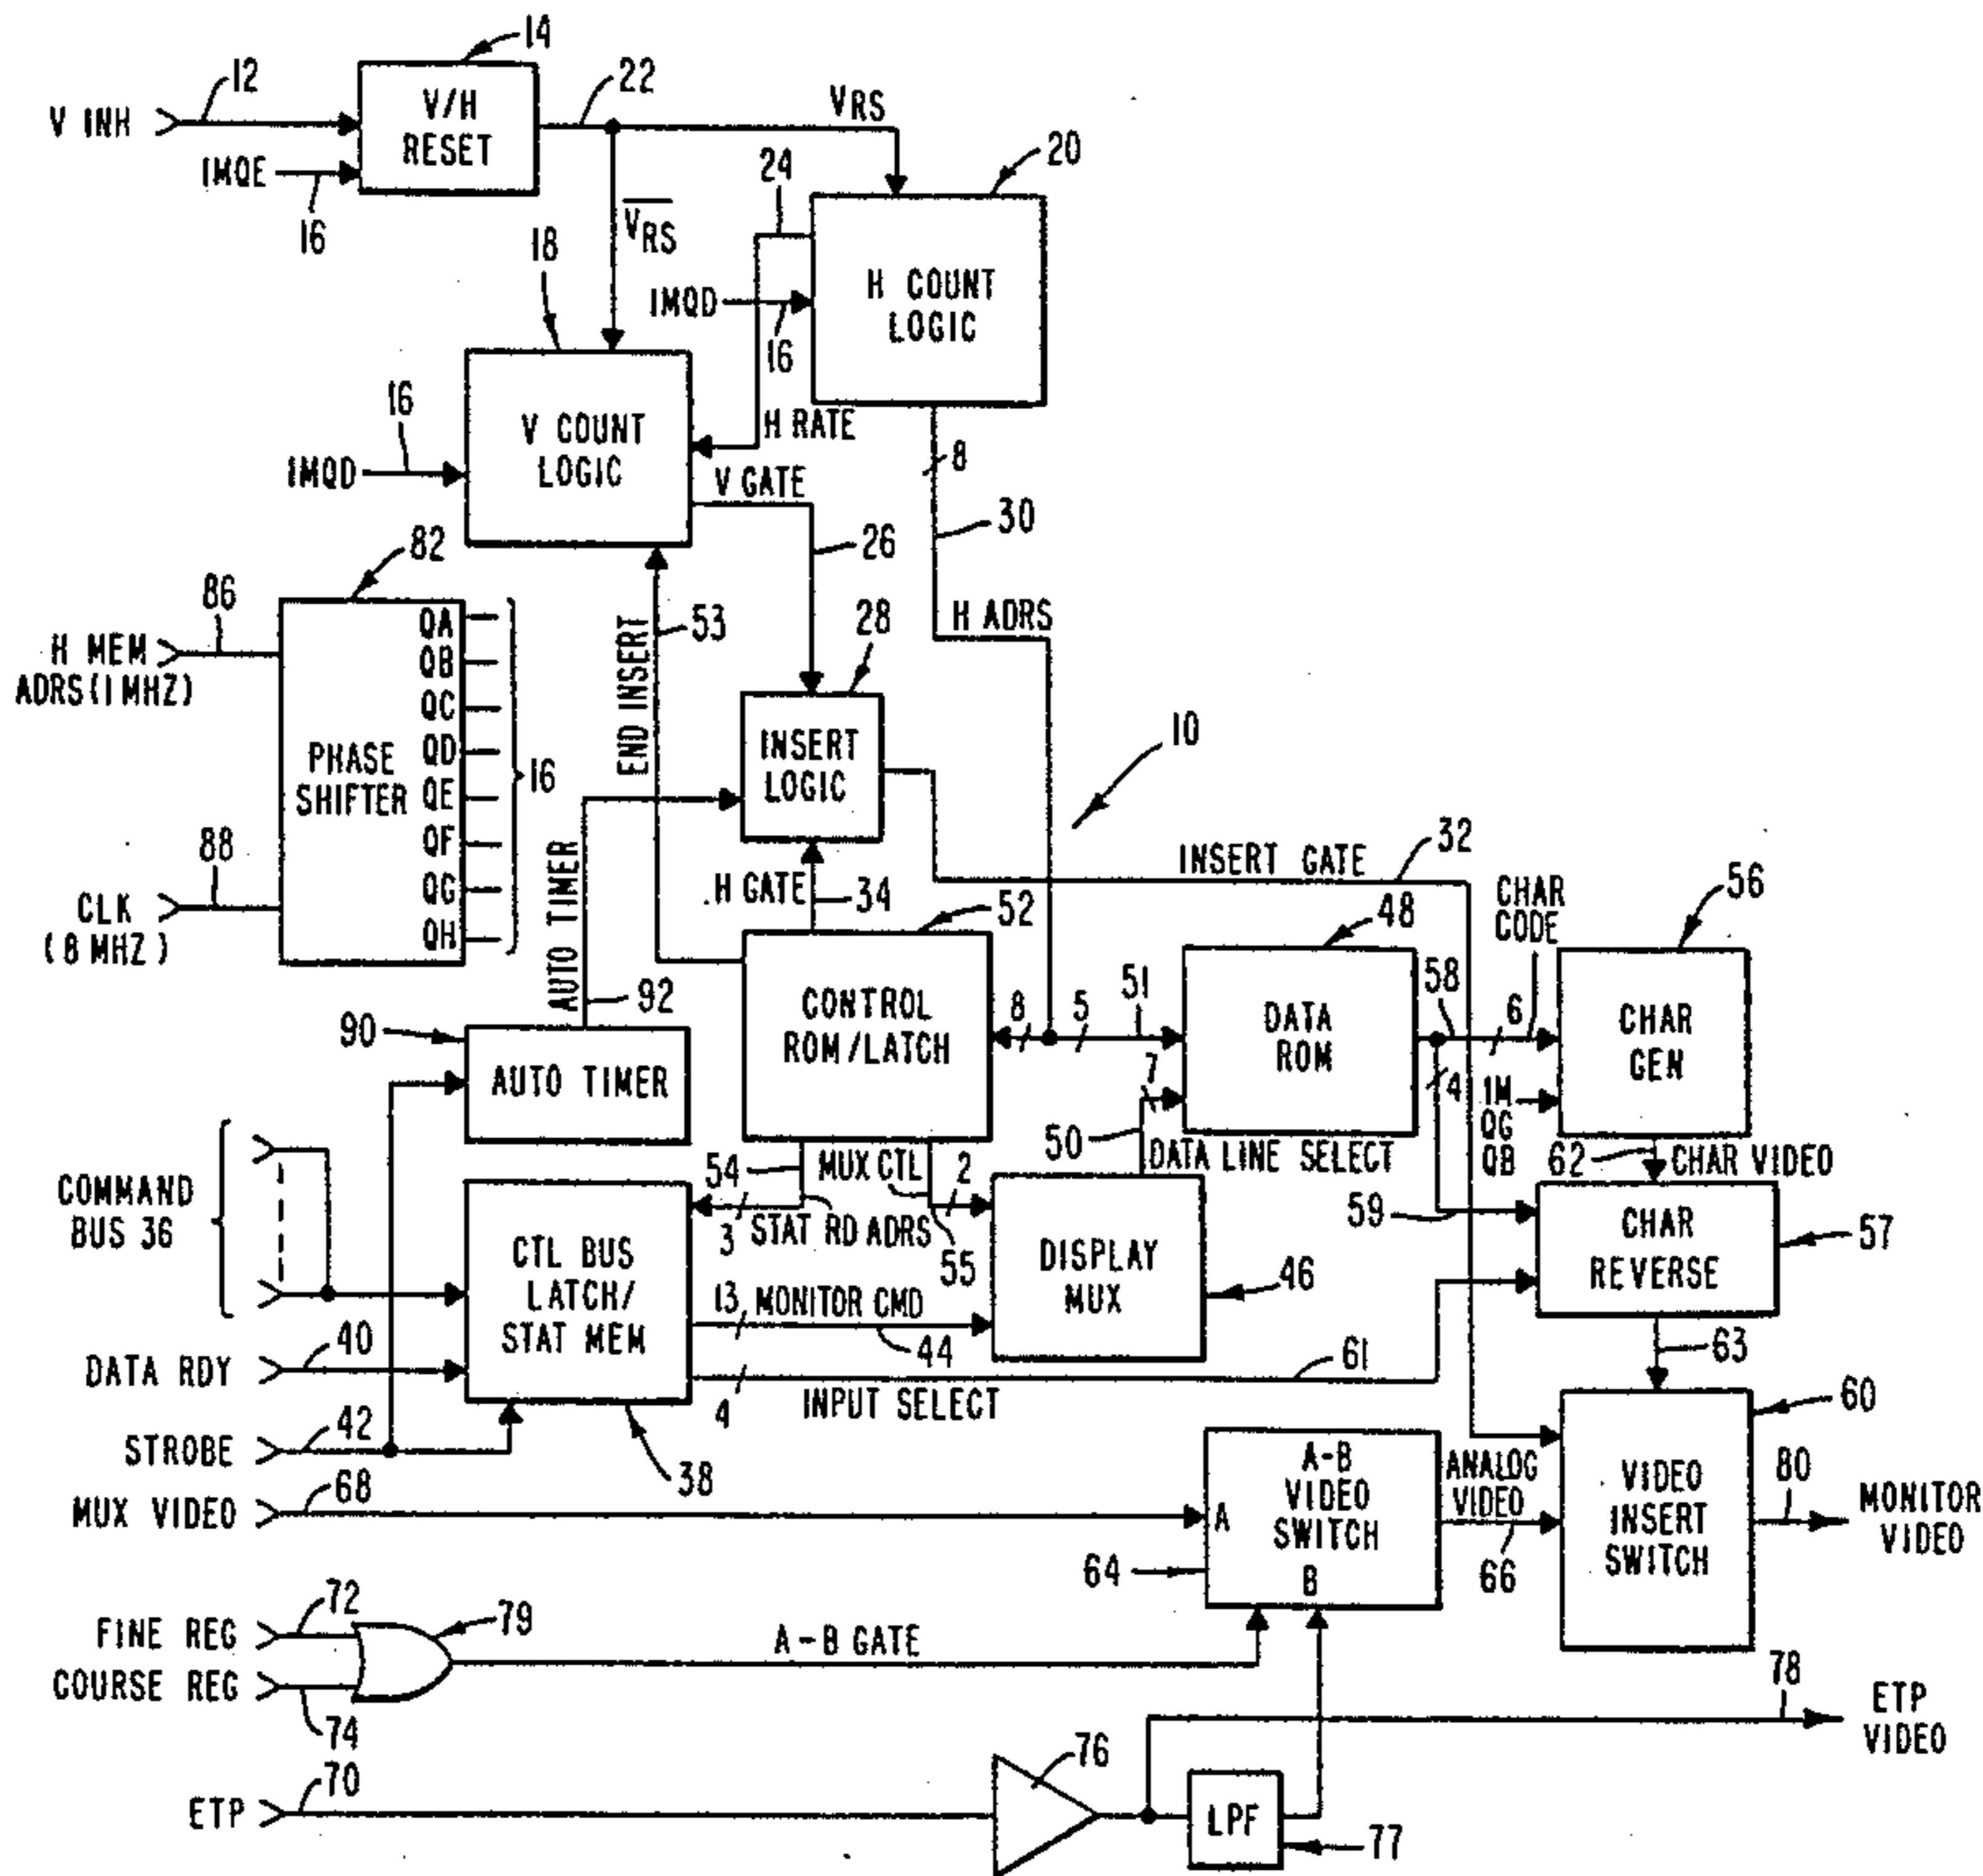 14
12
V INH
V/H
RESET
22
VRS
IMQE
16
24
20
VRS
18
IMQD
16
H COUNT
LOGIC
16
IMQD
V COUNT
LOGIC
H RATE
V GATE
8
30
26
82
86
H MEM
ADRS (1 MHZ)
PHASE
SHIFTER
QA
QB
QC
QD
QE
QF
QG
QH
16
88
CLK
(8 MHZ)
END INSERT
53
28
H ADRS
INSERT
LOGIC
10
INSERT GATE
32
H GATE
34
AUTO TIMER
92
52
48
CHAR
CODE
56
CONTROL
ROM/LATCH
8
5
51
DATA
ROM
58
6
CHAR
GEN
90
AUTO TIMER
7
4
1M
QG
QB
50
DATA LINE SELECT
62
CHAR VIDEO
COMMAND
BUS 36
54
MUX CTL
2
3
STAT RD ADRS
55
59
CHAR
REVERSE
57
CTL BUS
LATCH/
STAT MEM
DISPLAY
MUX
46
13
MONITOR CMD
44
DATA RDY
40
61
63
4
INPUT SELECT
60
STROBE
42
38
MUX VIDEO
68
A
A-B
VIDEO
SWITCH
B
ANALOG
VIDEO
66
64
VIDEO
INSERT
SWITCH
80
MONITOR
VIDEO
FINE REG
72
79
COURSE REG
74
A-B GATE
78
ETP
VIDEO
ETP
70
76
LPF
77